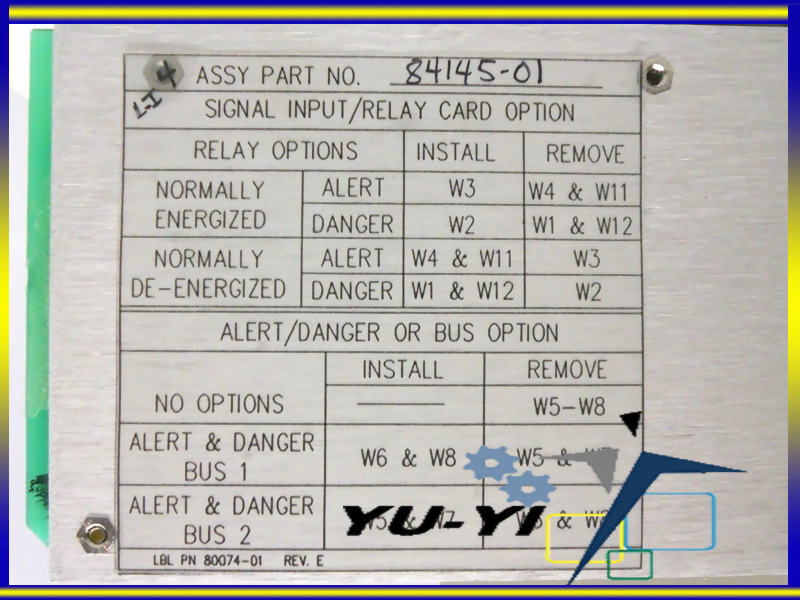 ASSY PART NO. 84145-01
L-I 4
SIGNAL INPUT/RELAY CARD OPTION
RELAY OPTIONS INSTALL REMOVE
NORMALLY ENERGIZED ALERT W3 W4 & W11
DANGER W2 W1 & W12
NORMALLY DE-ENERGIZED ALERT W4 & W11 W3
DANGER W1 & W12 W2
ALERT/DANGER OR BUS OPTION
INSTALL REMOVE
NO OPTIONS ——— W5-W8
ALERT & DANGER BUS 1 W6 & W8 W5 &
ALERT & DANGER BUS 2 &
YU-YI
LBL PN 80074-01 REV. E